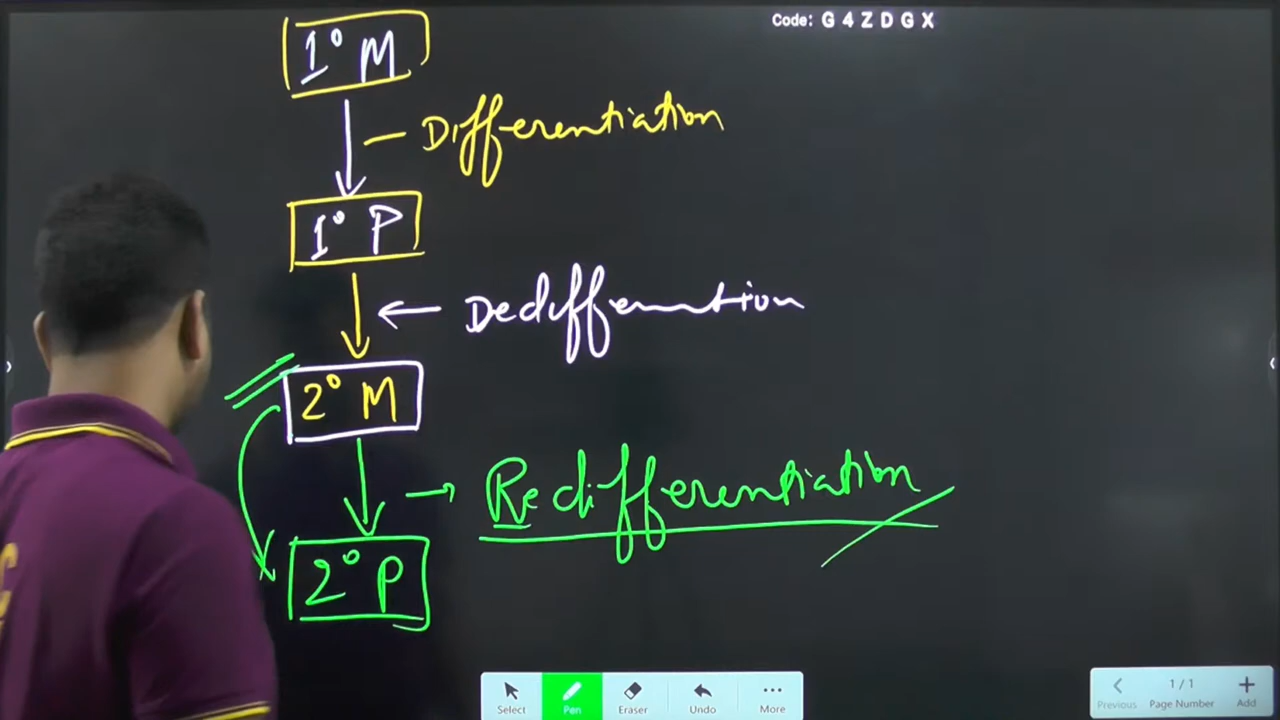 Code: G 4 Z D G X
1° M
Differentiation
1° P
Dedifferntion
2° M
Redifferentiation
2° P
Select
Pen
Eraser
Undo
More
Previous
1 / 1
Page Number
Add